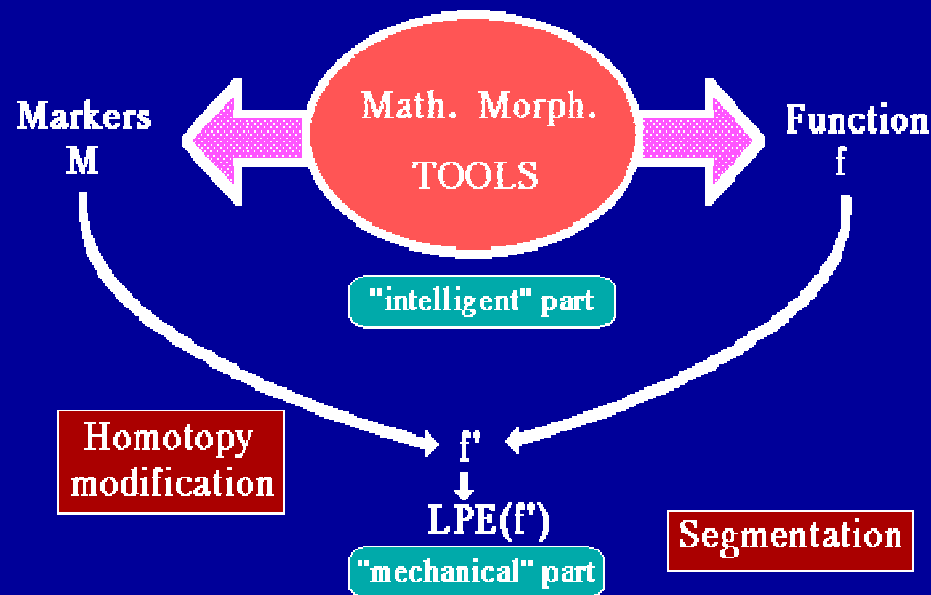 Math. Morph.
TOOLS
Markers
M
Function
f
"intelligent" part
Homotopy
modification
f'
LPE(f')
"mechanical" part
Segmentation